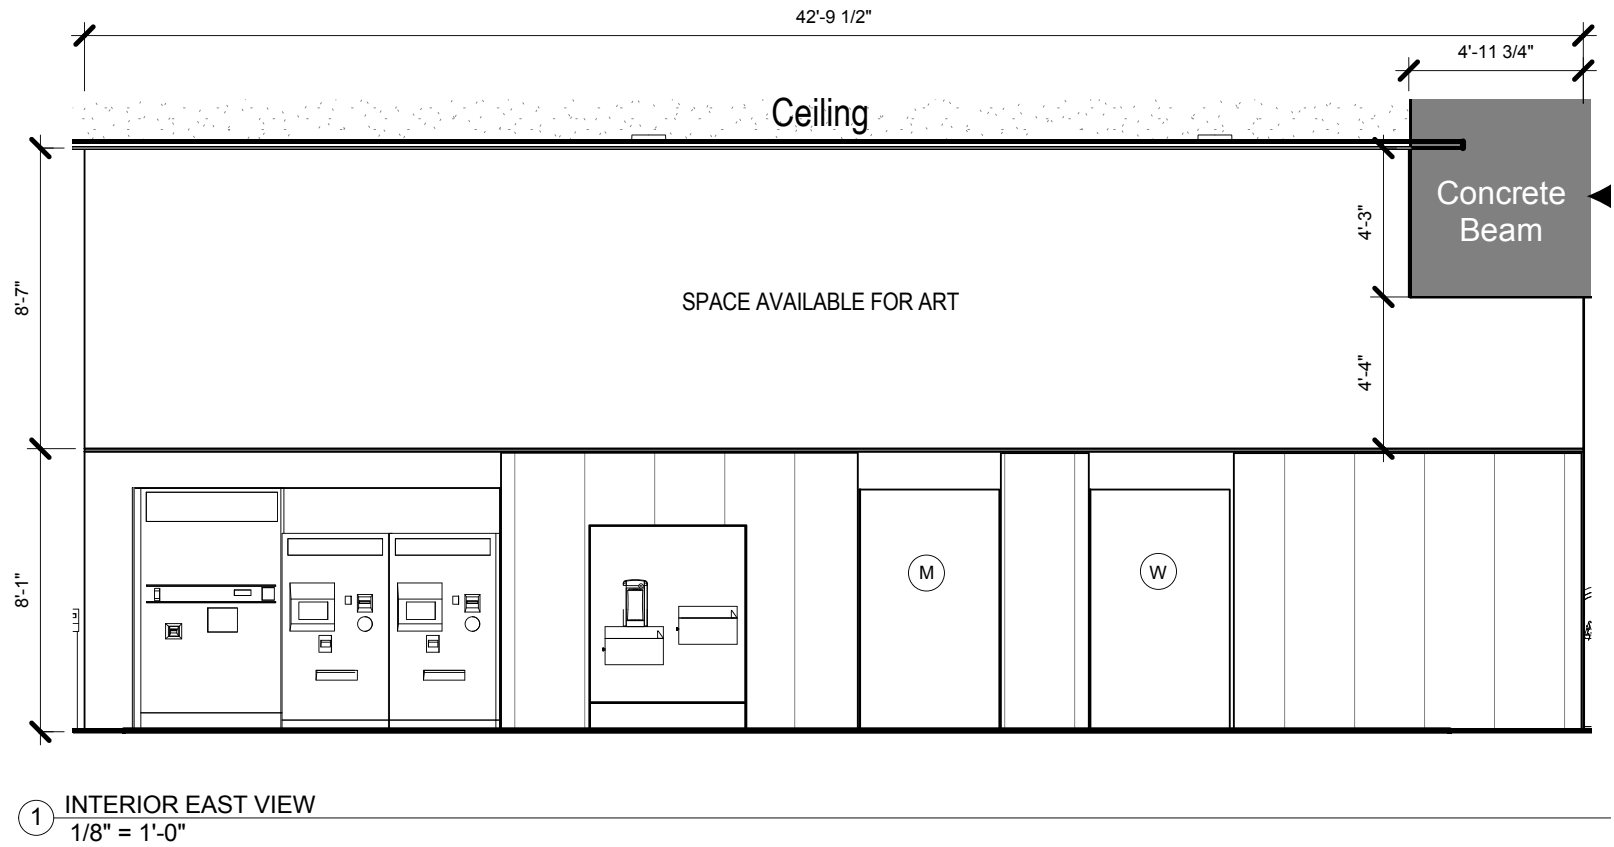 42'-9 1/2"
4'-11 3/4"
Ceiling
Concrete
Beam
4'-3"
8'-7"
SPACE AVAILABLE FOR ART
4'-4"
8'-1"
M
W
1
INTERIOR EAST VIEW
1/8" = 1'-0"